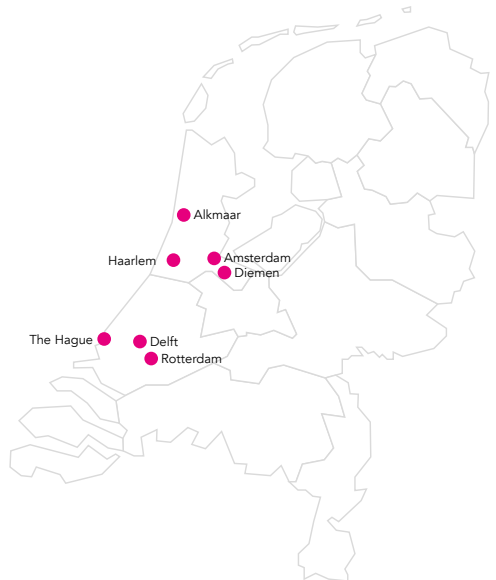 Alkmaar
Haarlem
Amsterdam
Diemen
The Hague
Delft
Rotterdam